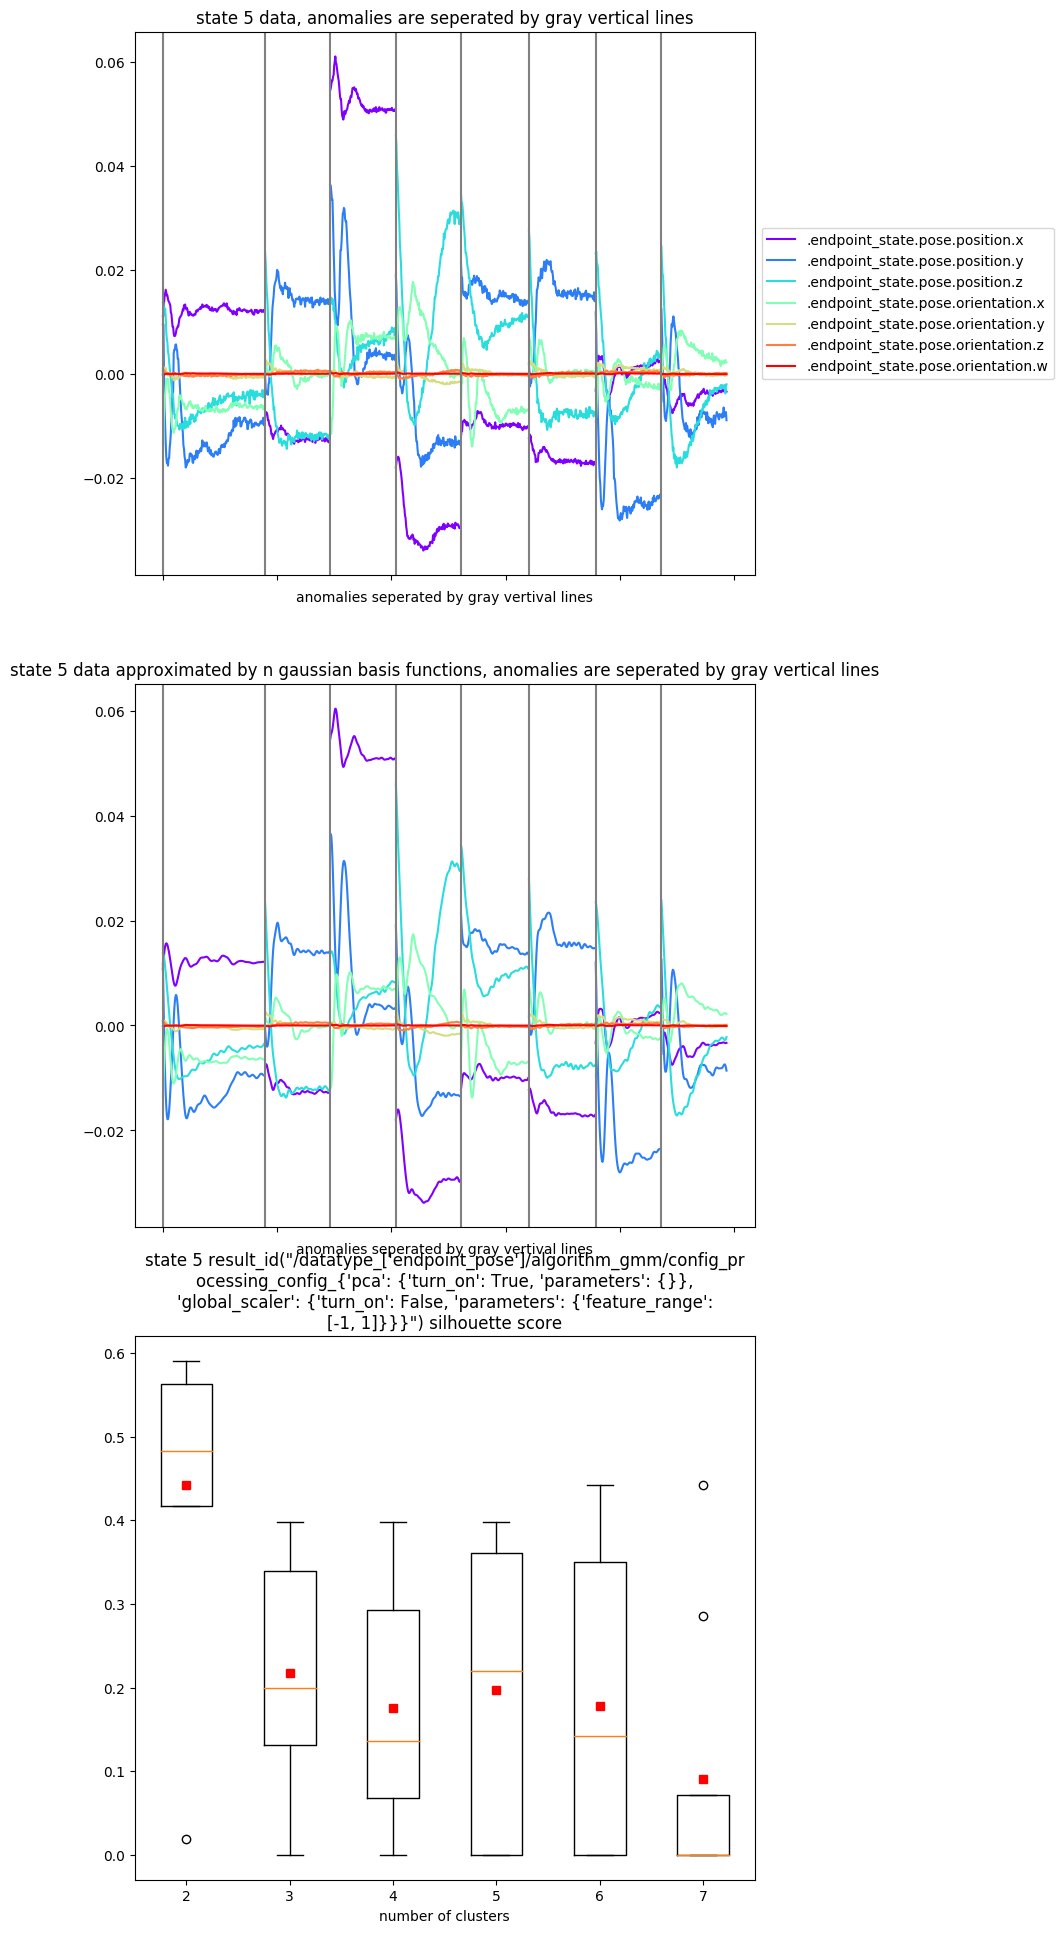 state 5 data, anomalies are seperated by gray vertical lines
0.06
0.04
0.02
0.00
−0.02
anomalies seperated by gray vertival lines
.endpoint_state.pose.position.x
.endpoint_state.pose.position.y
.endpoint_state.pose.position.z
.endpoint_state.pose.orientation.x
.endpoint_state.pose.orientation.y
.endpoint_state.pose.orientation.z
.endpoint_state.pose.orientation.w
state 5 data approximated by n gaussian basis functions, anomalies are seperated by gray vertical lines
0.06
0.04
0.02
0.00
−0.02
anomalies seperated by gray vertival lines
state 5 result_id("/datatype_['endpoint_pose']/algorithm_gmm/config_pr
ocessing_config_{'pca': {'turn_on': True, 'parameters': {}},
'global_scaler': {'turn_on': False, 'parameters': {'feature_range':
[-1, 1]}}}") silhouette score
0.6
0.5
0.4
0.3
0.2
0.1
0.0
2 3 4 5 6 7
number of clusters